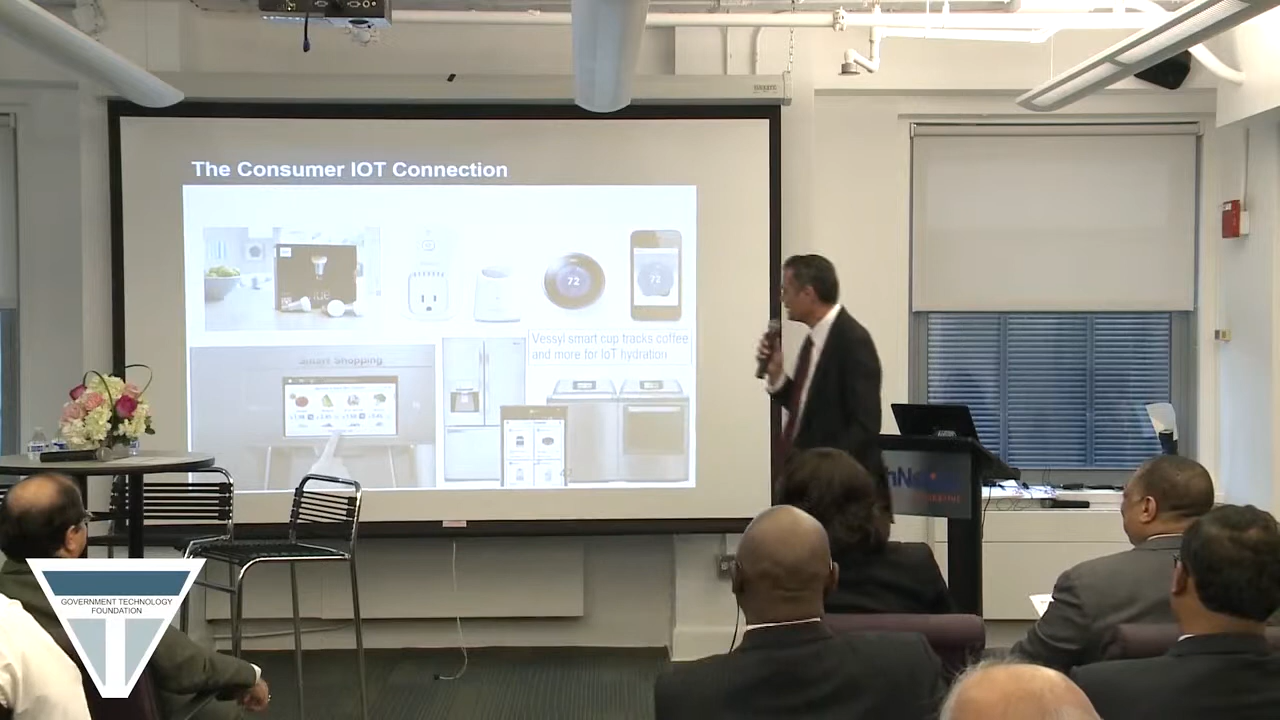 The Consumer IOT Connection
hue
72
72
Vessyl smart cup tracks coffee
and more for IoT hydration
Smart Shopping
GOVERNMENT TECHNOLOGY
FOUNDATION